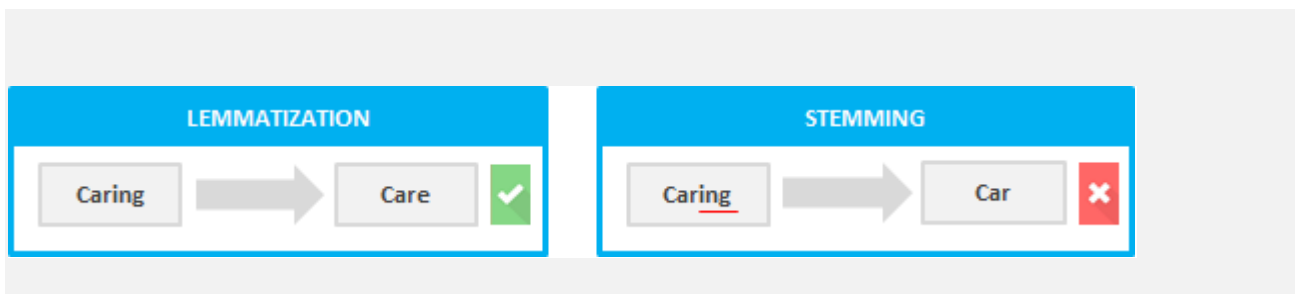 LEMMATIZATION
Caring
Care
STEMMING
Caring
Car